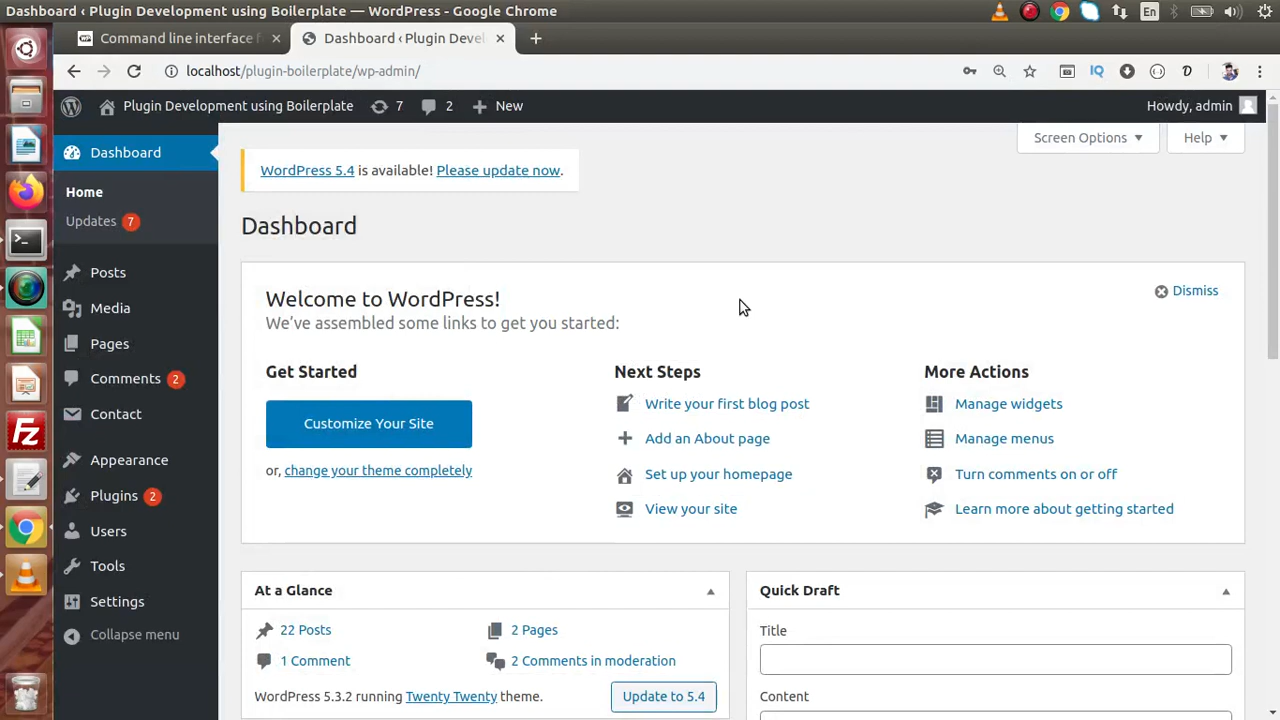 Dashboard ‹ Plugin Development using Boilerplate — WordPress - Google Chrome
En
Command line interface f
Dashboard ‹ Plugin Devel
localhost/plugin-boilerplate/wp-admin/
IQ
Plugin Development using Boilerplate 7 2 New
Howdy, admin
Dashboard
Home
Updates 7
Posts
Media
Pages
Comments 2
Contact
Appearance
Plugins 2
Users
Tools
Settings
Collapse menu
Screen Options
Help
WordPress 5.4 is available! Please update now.
Dashboard
Welcome to WordPress!
We've assembled some links to get you started:
Dismiss
Get Started
Customize Your Site
or, change your theme completely
Next Steps
Write your first blog post
Add an About page
Set up your homepage
View your site
More Actions
Manage widgets
Manage menus
Turn comments on or off
Learn more about getting started
At a Glance
22 Posts
2 Pages
1 Comment
2 Comments in moderation
WordPress 5.3.2 running Twenty Twenty theme.
Update to 5.4
Quick Draft
Title
Content